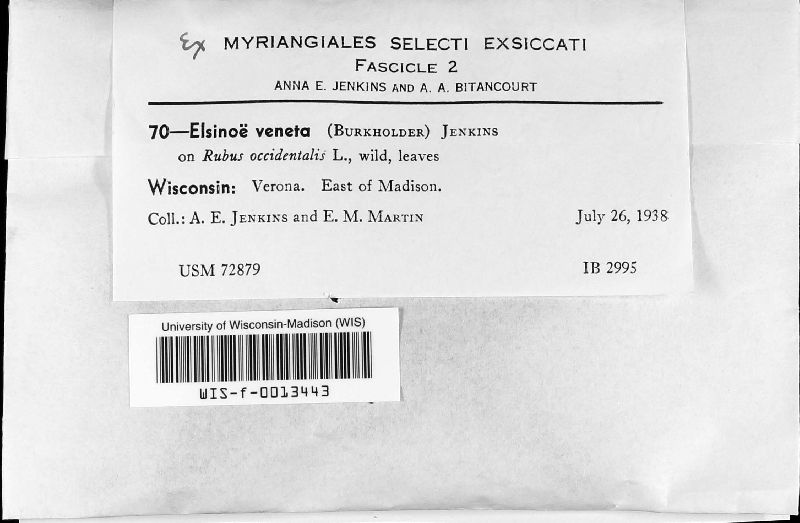 Ex MYRIANGIALES SELECTI EXSICCATI
FASCICLE 2
ANNA E. JENKINS AND A. A. BITANCOURT
70—Elsinoë veneta (BURKHOLDER) JENKINS
on Rubus occidentalis L., wild, leaves
Wisconsin: Verona. East of Madison.
Coll.: A. E. JENKINS and E. M. MARTIN July 26, 1938
USM 72879 IB 2995
University of Wisconsin-Madison (WIS)
WIS-f-0013443